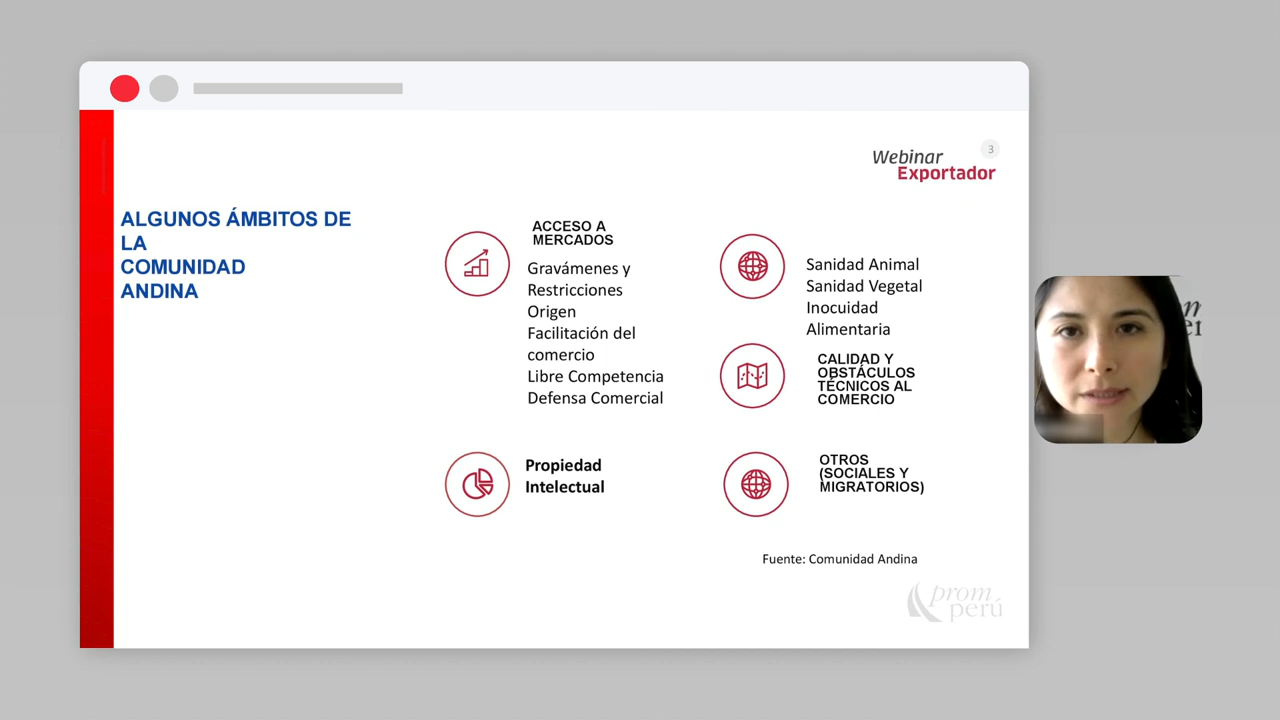 Webinar
Exportador
3
ALGUNOS ÁMBITOS DE
LA
COMUNIDAD
ANDINA
ACCESO A
MERCADOS
Gravámenes y
Restricciones
Origen
Facilitación del
comercio
Libre Competencia
Defensa Comercial
Propiedad
Intelectual
Sanidad Animal
Sanidad Vegetal
Inocuidad
Alimentaria
CALIDAD Y
OBSTÁCULOS
TÉCNICOS AL
COMERCIO
OTROS
(SOCIALES Y
MIGRATORIOS)
Fuente: Comunidad Andina
prom
perú